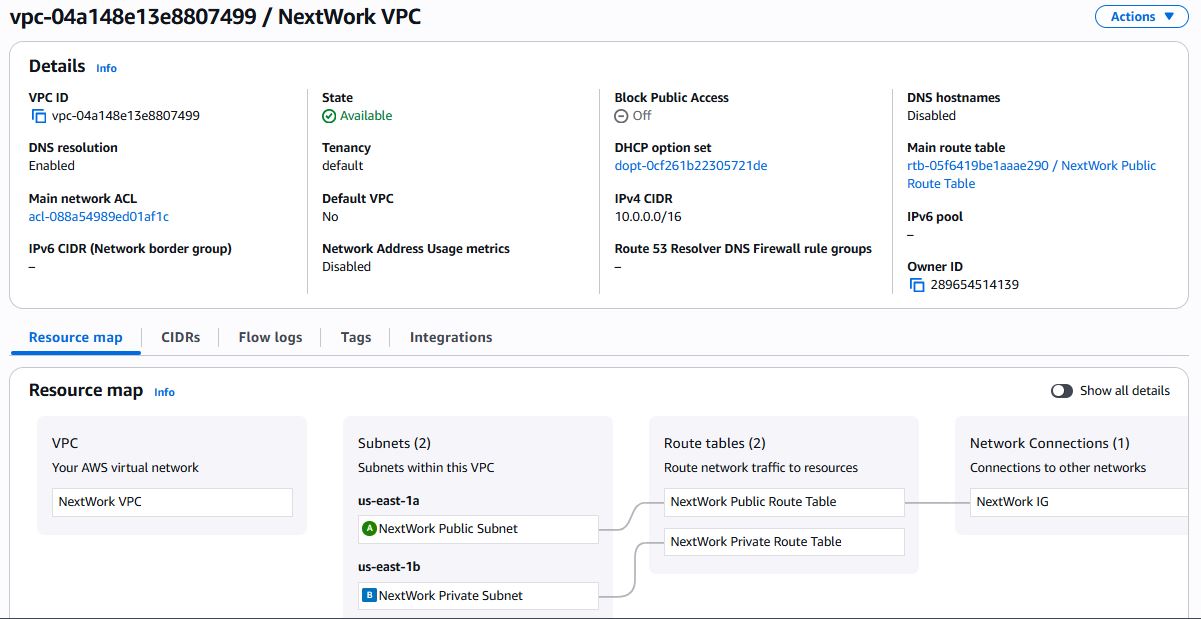 vpc-04a148e13e8807499 / NextWork VPC
Actions
Details Info
VPC ID
vpc-04a148e13e8807499
State
Available
Block Public Access
Off
DNS hostnames
Disabled
DNS resolution
Enabled
Tenancy
default
DHCP option set
dopt-0cf261b22305721de
Main route table
rtb-05f6419be1aaae290 / NextWork Public
Route Table
Main network ACL
acl-088a54989ed01af1c
Default VPC
No
IPv4 CIDR
10.0.0.0/16
IPv6 pool
–
IPv6 CIDR (Network border group)
–
Network Address Usage metrics
Disabled
Route 53 Resolver DNS Firewall rule groups
–
Owner ID
289654514139
Resource map
CIDRs
Flow logs
Tags
Integrations
Resource map Info
Show all details
VPC
Your AWS virtual network
NextWork VPC
Subnets (2)
Subnets within this VPC
us-east-1a
A NextWork Public Subnet
us-east-1b
B NextWork Private Subnet
Route tables (2)
Route network traffic to resources
NextWork Public Route Table
NextWork Private Route Table
Network Connections (1)
Connections to other networks
NextWork IG